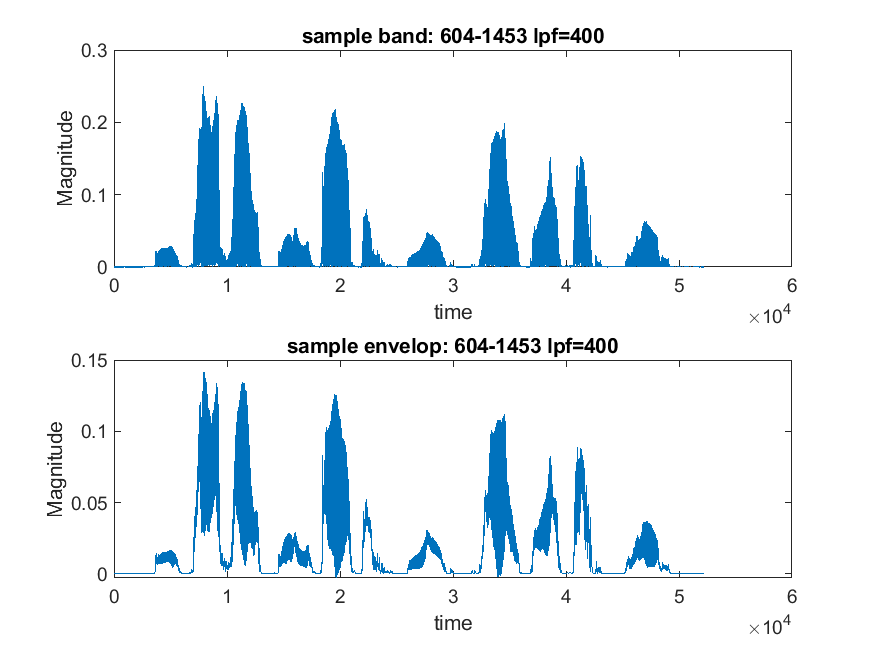 sample band: 604-1453 lpf=400
0.3
0.2
0.1
0
Magnitude
0 1 2 3 4 5 6
time
×10^4
sample envelop: 604-1453 lpf=400
0.15
0.1
0.05
0
Magnitude
0 1 2 3 4 5 6
time
×10^4